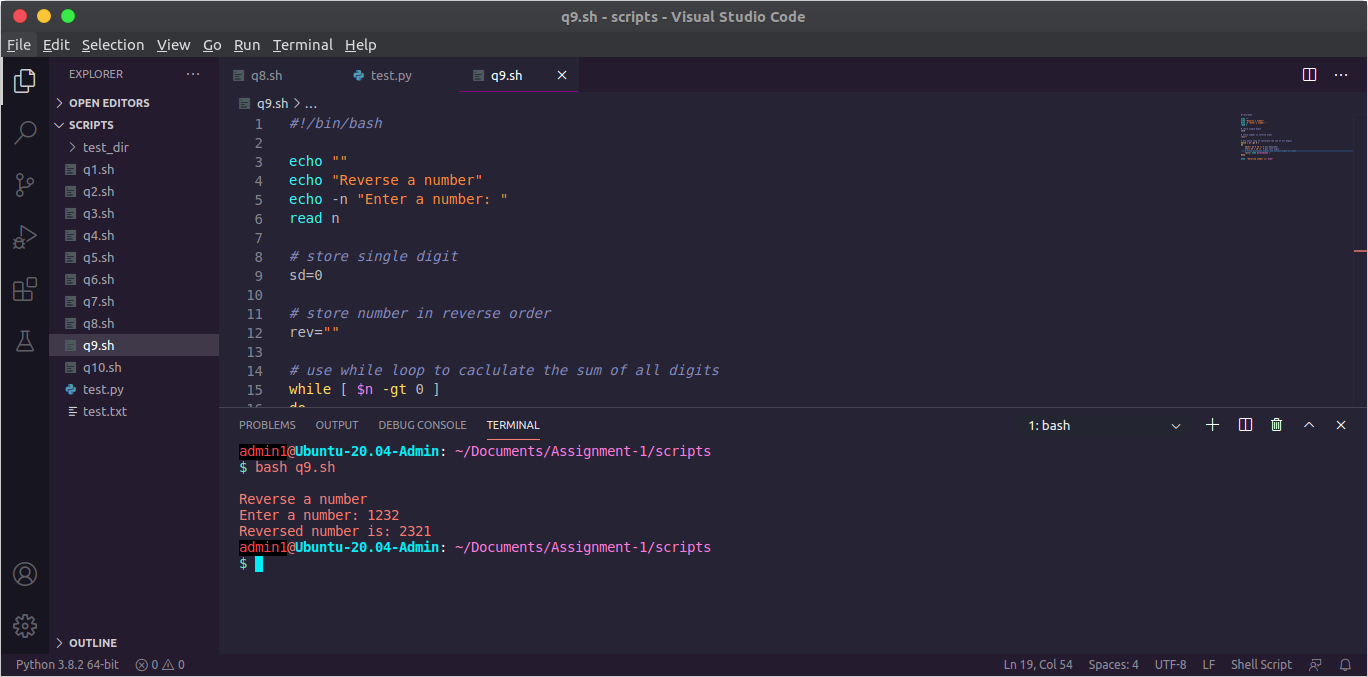 q9.sh - scripts - Visual Studio Code
File Edit Selection View Go Run Terminal Help
EXPLORER ...
OPEN EDITORS
SCRIPTS
test_dir
q1.sh
q2.sh
q3.sh
q4.sh
q5.sh
q6.sh
q7.sh
q8.sh
q9.sh
q10.sh
test.py
test.txt
OUTLINE
q8.sh test.py q9.sh
q9.sh > ...
1 #!/bin/bash
2
3 echo ""
4 echo "Reverse a number"
5 echo -n "Enter a number: "
6 read n
7
8 # store single digit
9 sd=0
10
11 # store number in reverse order
12 rev=""
13
14 # use while loop to caclulate the sum of all digits
15 while [ $n -gt 0 ]
16 do
PROBLEMS OUTPUT DEBUG CONSOLE TERMINAL 1: bash
admin1@Ubuntu-20.04-Admin: ~/Documents/Assignment-1/scripts
$ bash q9.sh
Reverse a number
Enter a number: 1232
Reversed number is: 2321
admin1@Ubuntu-20.04-Admin: ~/Documents/Assignment-1/scripts
$
Python 3.8.2 64-bit 0 0 Ln 19, Col 54 Spaces: 4 UTF-8 LF Shell Script